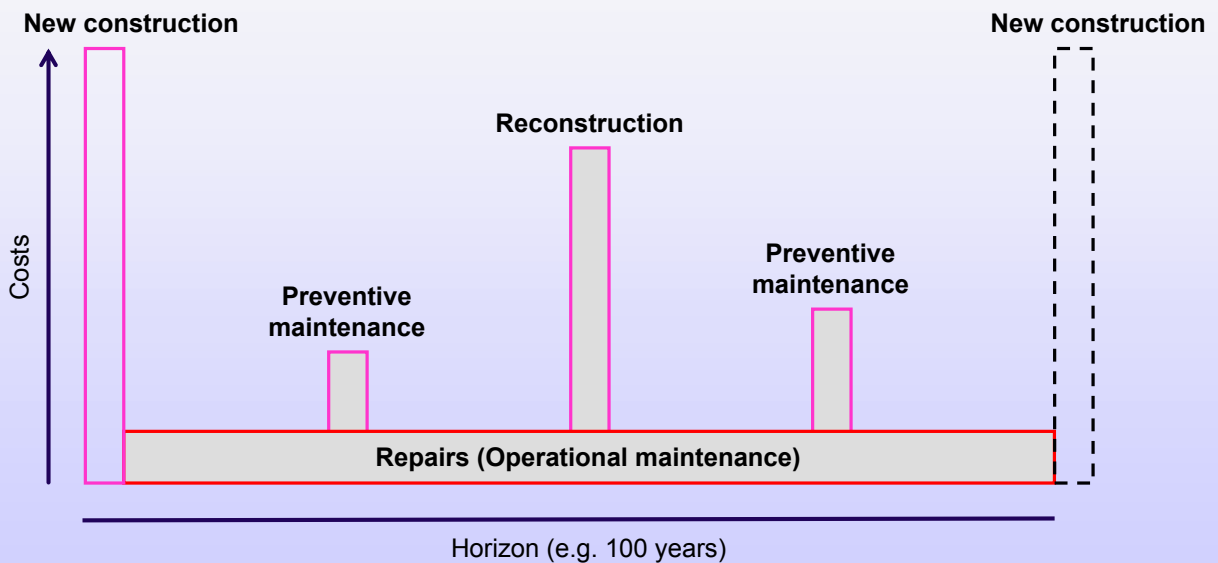 New construction
New construction
Reconstruction
Preventive
maintenance
Preventive
maintenance
Costs
Repairs (Operational maintenance)
Horizon (e.g. 100 years)